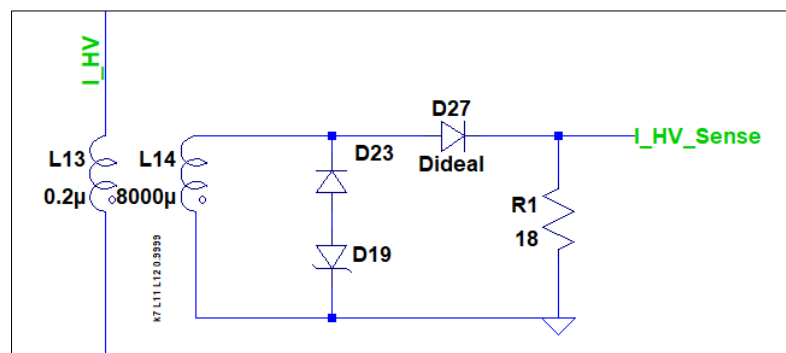 I_HV
D27
I_HV_Sense
L13
L14
D23
Dideal
0.2µ
8000µ
R1
18
D19
k7 L11 L12 0.9999